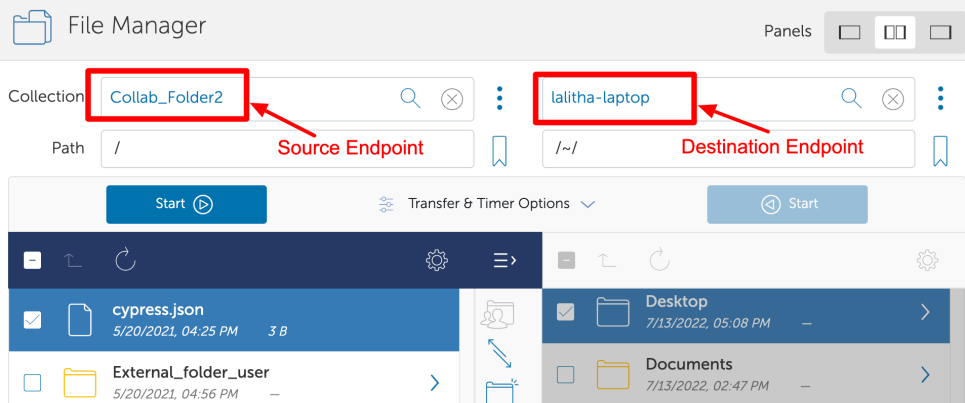 File Manager
Panels
Collection
Collab_Folder2
lalitha-laptop
Path
/
Source Endpoint
/~/
Destination Endpoint
Start
Transfer & Timer Options
Start
cypress.json
5/20/2021, 04:25 PM 3 B
Desktop
7/13/2022, 05:08 PM —
External_folder_user
5/20/2021, 04:56 PM —
Documents
7/13/2022, 02:47 PM —